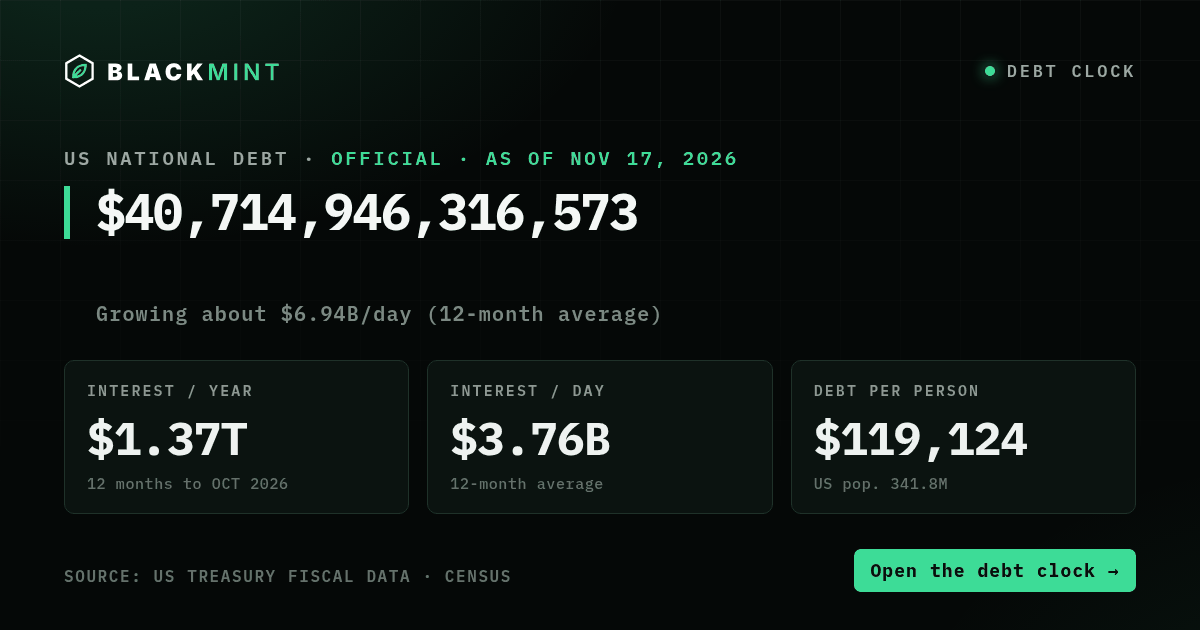 BLACKMINT
DEBT CLOCK
US NATIONAL DEBT · OFFICIAL · AS OF NOV 17, 2026
$40,714,946,316,573
Growing about $6.94B/day (12-month average)
INTEREST / YEAR
$1.37T
12 months to OCT 2026
INTEREST / DAY
$3.76B
12-month average
DEBT PER PERSON
$119,124
US pop. 341.8M
SOURCE: US TREASURY FISCAL DATA · CENSUS
Open the debt clock →